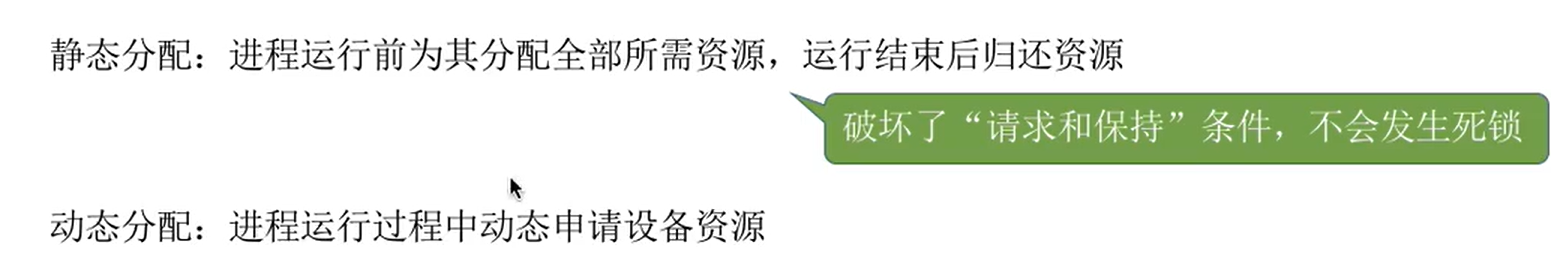 静态分配：进程运行前为其分配全部所需资源，运行结束后归还资源
破坏了“请求和保持”条件，不会发生死锁
动态分配：进程运行过程中动态申请设备资源